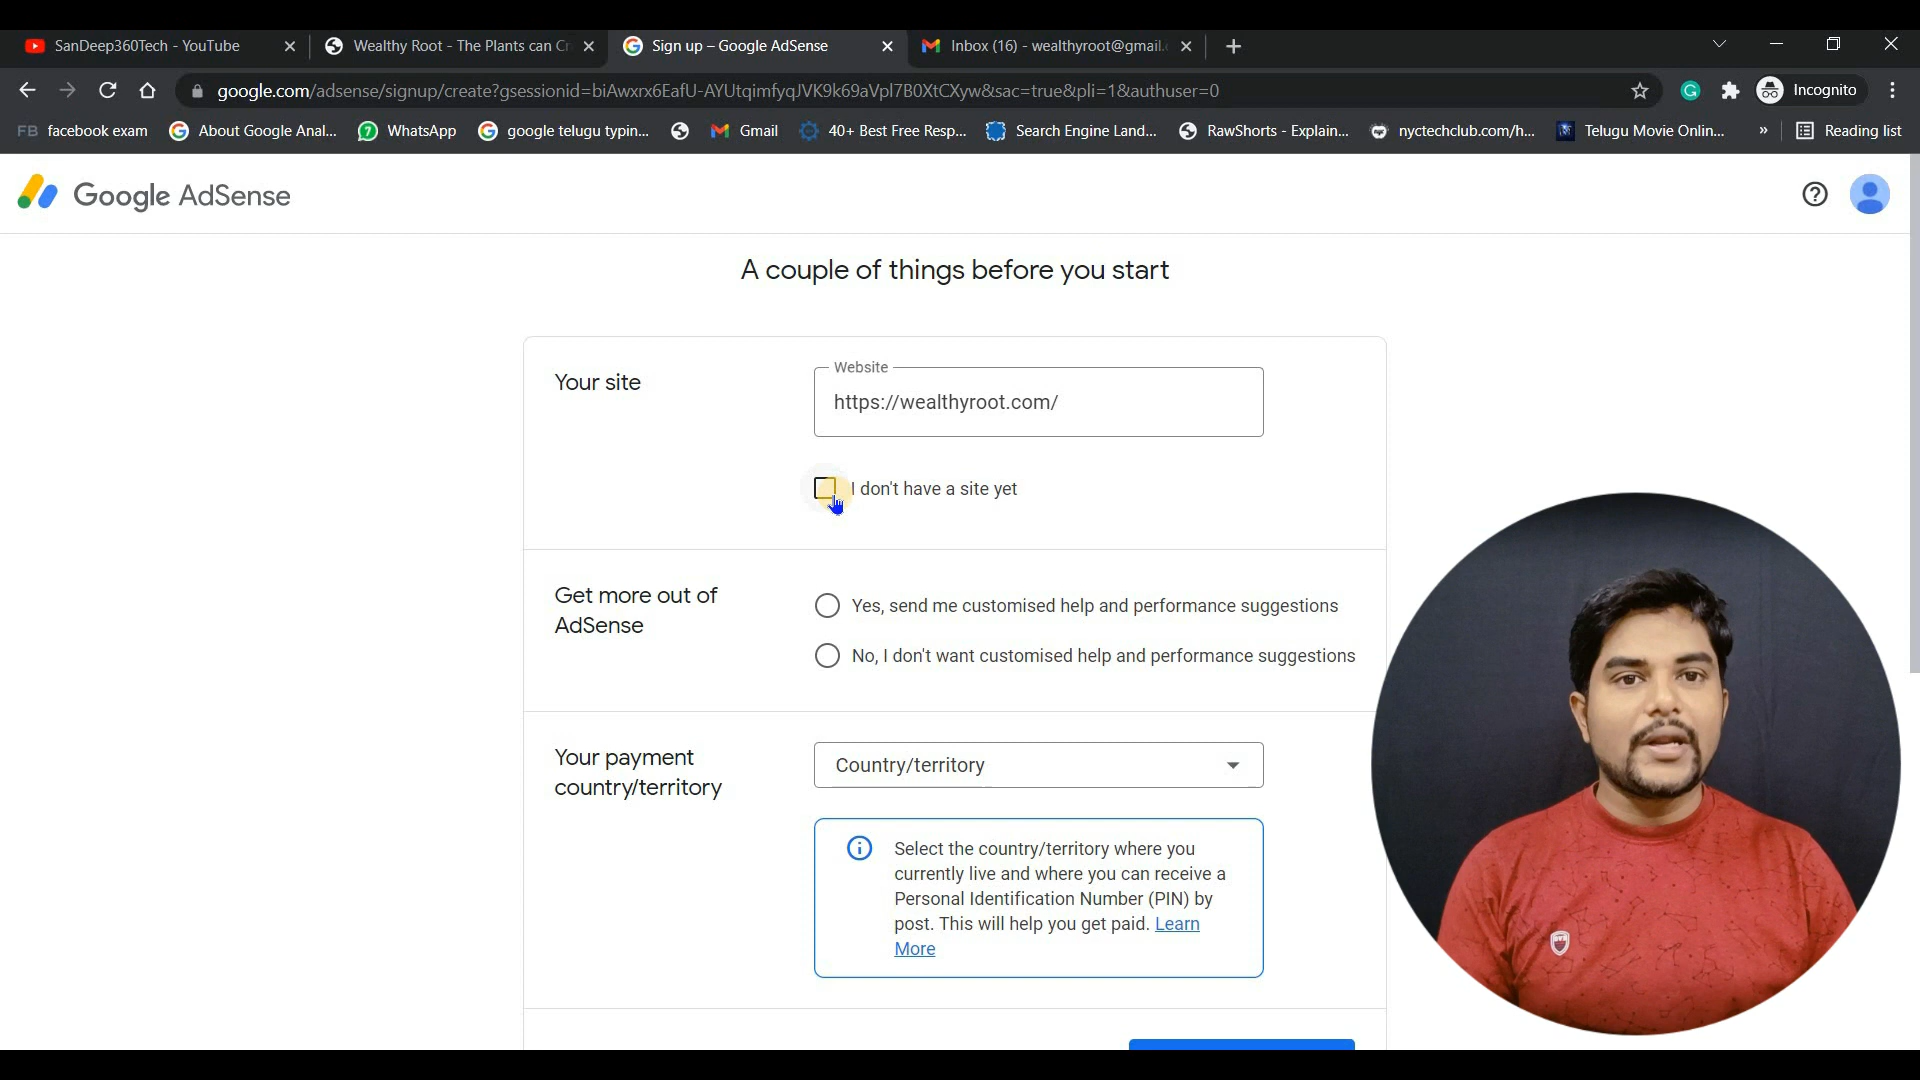 SanDeep360Tech - YouTube
Wealthy Root - The Plants can Cr
Sign up – Google AdSense
Inbox (16) - wealthyroot@gmail.c
google.com/adsense/signup/create?gsessionid=biAwxrx6EafU-AYUtqimfyqJVK9k69aVpl7B0XtCXyw&sac=true&pli=1&authuser=0
Incognito
FB facebook exam
About Google Anal...
7 WhatsApp
google telugu typin...
Gmail
40+ Best Free Resp...
Search Engine Land...
RawShorts - Explain...
nyctechclub.com/h...
Telugu Movie Onlin...
»
Reading list
Google AdSense
A couple of things before you start
Your site
Website
https://wealthyroot.com/
I don't have a site yet
Get more out of
AdSense
Yes, send me customised help and performance suggestions
No, I don't want customised help and performance suggestions
Your payment
country/territory
Country/territory
Select the country/territory where you
currently live and where you can receive a
Personal Identification Number (PIN) by
post. This will help you get paid. Learn
More